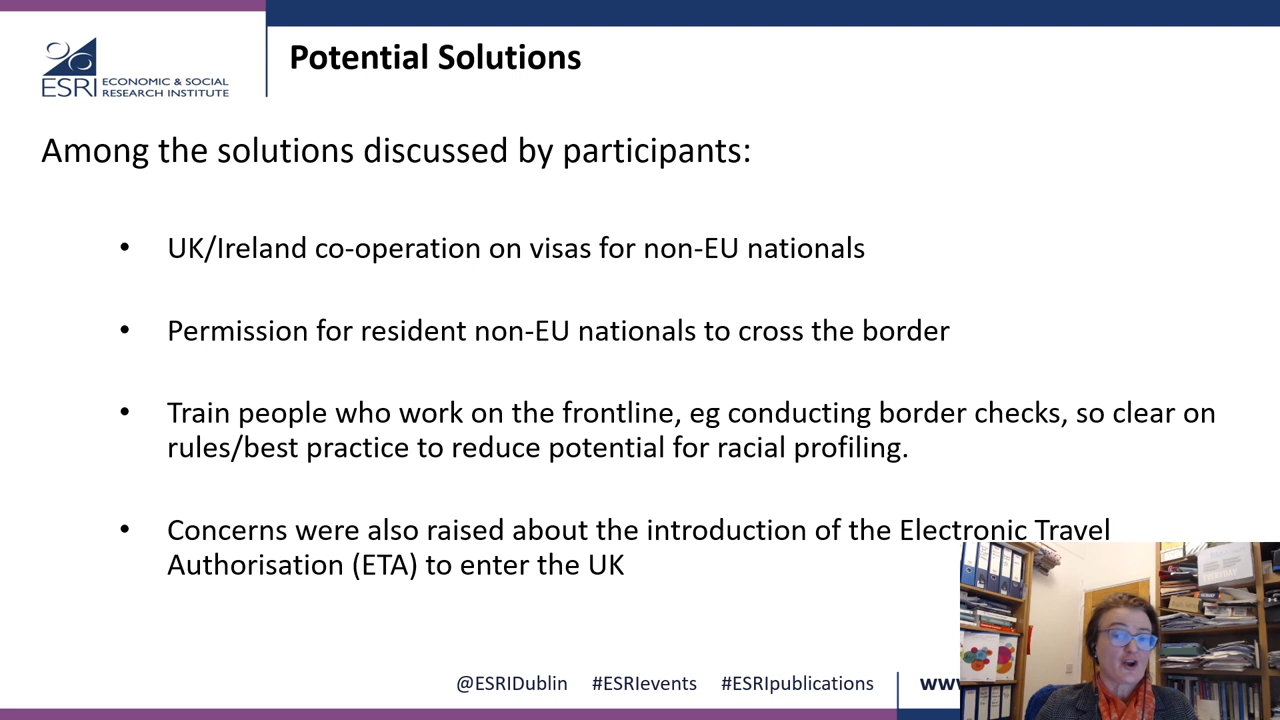 Potential Solutions
ESRI ECONOMIC & SOCIAL
RESEARCH INSTITUTE
Among the solutions discussed by participants:
• UK/Ireland co-operation on visas for non-EU nationals
• Permission for resident non-EU nationals to cross the border
• Train people who work on the frontline, eg conducting border checks, so clear on
rules/best practice to reduce potential for racial profiling.
• Concerns were also raised about the introduction of the Electronic Travel
Authorisation (ETA) to enter the UK
@ESRIDublin #ESRIevents #ESRIpublications www